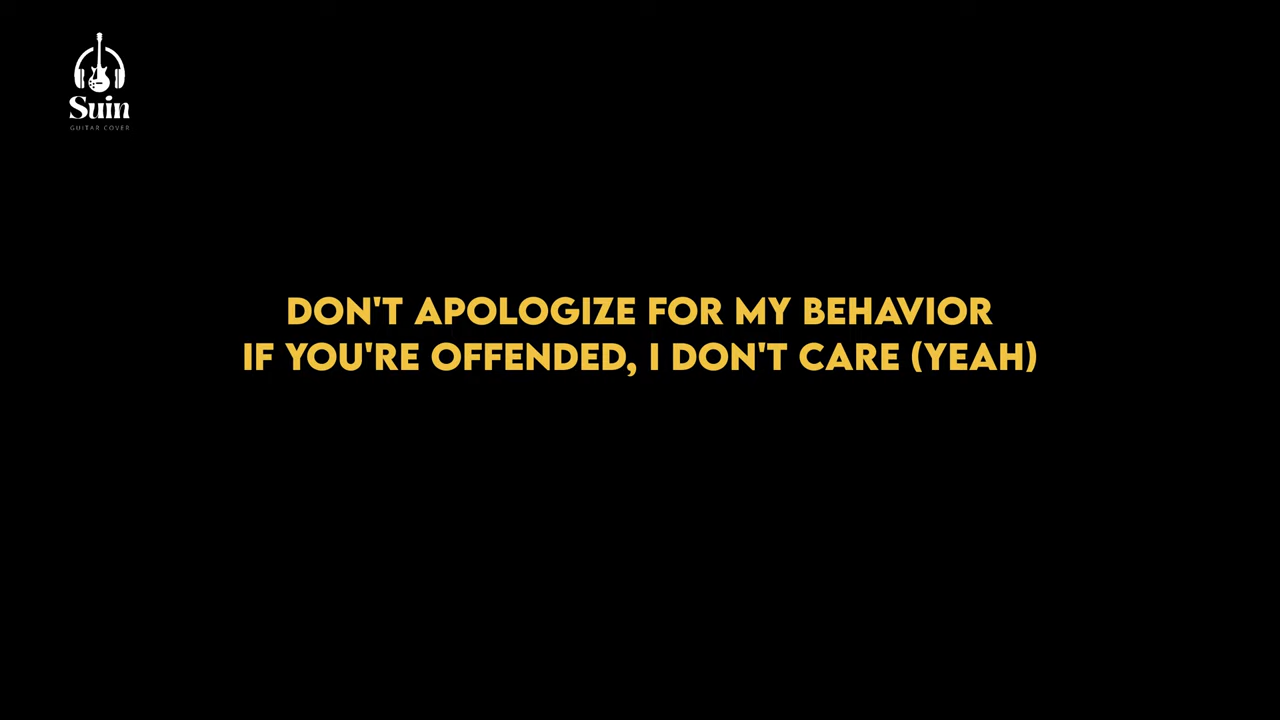 Suin
GUITAR COVER
DON'T APOLOGIZE FOR MY BEHAVIOR
IF YOU'RE OFFENDED, I DON'T CARE (YEAH)